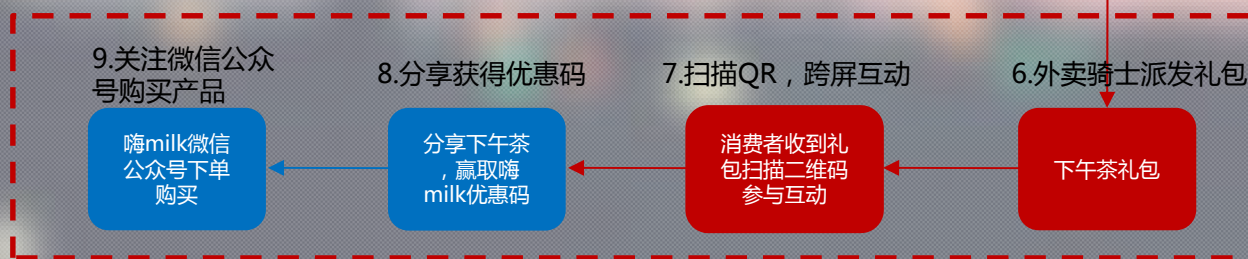 9.关注微信公众
号购买产品
8.分享获得优惠码
7.扫描QR，跨屏互动
6.外卖骑士派发礼包
嗨milk微信
公众号下单
购买
分享下午茶
，赢取嗨
milk优惠码
消费者收到礼
包扫描二维码
参与互动
下午茶礼包